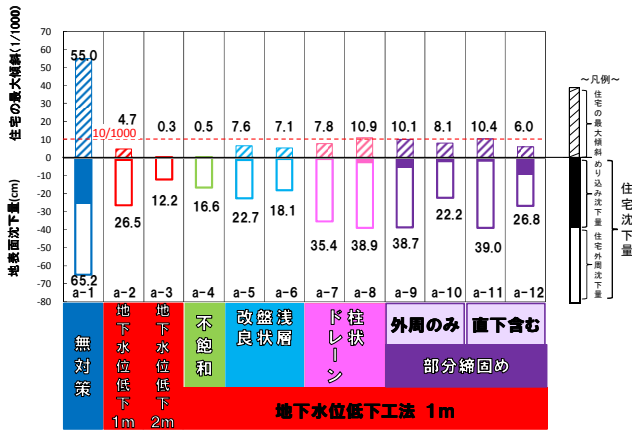 住宅の最大傾斜(1/1000)
地表面沈下量(cm)
70
60
50
40
30
20
10
0
-10
-20
-30
-40
-50
-60
-70
-80
10/1000
55.0
4.7
0.3
0.5
7.6
7.1
7.8
10.9
10.1
8.1
10.4
6.0
65.2
26.5
12.2
16.6
22.7
18.1
35.4
38.9
38.7
22.2
39.0
26.8
a-1
a-2
a-3
a-4
a-5
a-6
a-7
a-8
a-9
a-10
a-11
a-12
無対策
地下水位低下1m
地下水位低下2m
不飽和
浅層
盤状
改良
柱状
ドレーン
外周のみ
直下含む
部分締固め
地下水位低下工法 1m
～凡例～
住宅の最大傾斜
めり込み沈下量
住宅外周沈下量
住宅沈下量